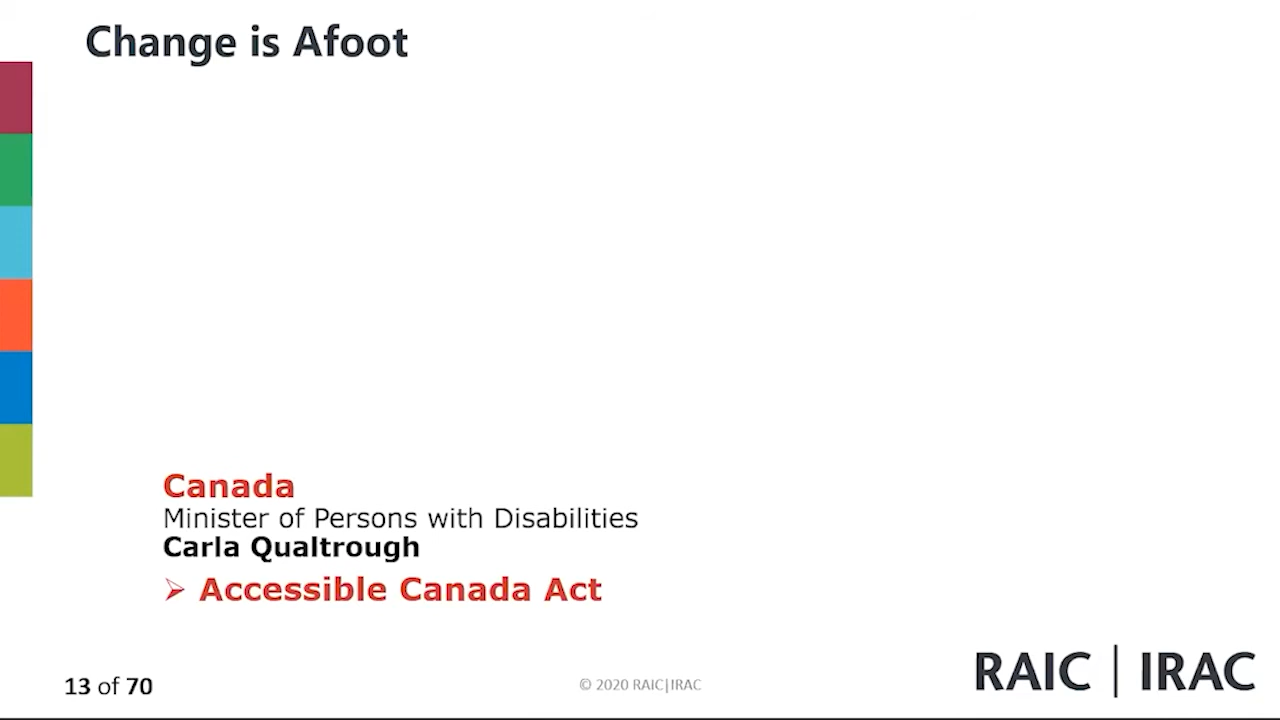 Change is Afoot
Canada
Minister of Persons with Disabilities
Carla Qualtrough
➢ Accessible Canada Act
13 of 70
© 2020 RAIC|IRAC
RAIC | IRAC